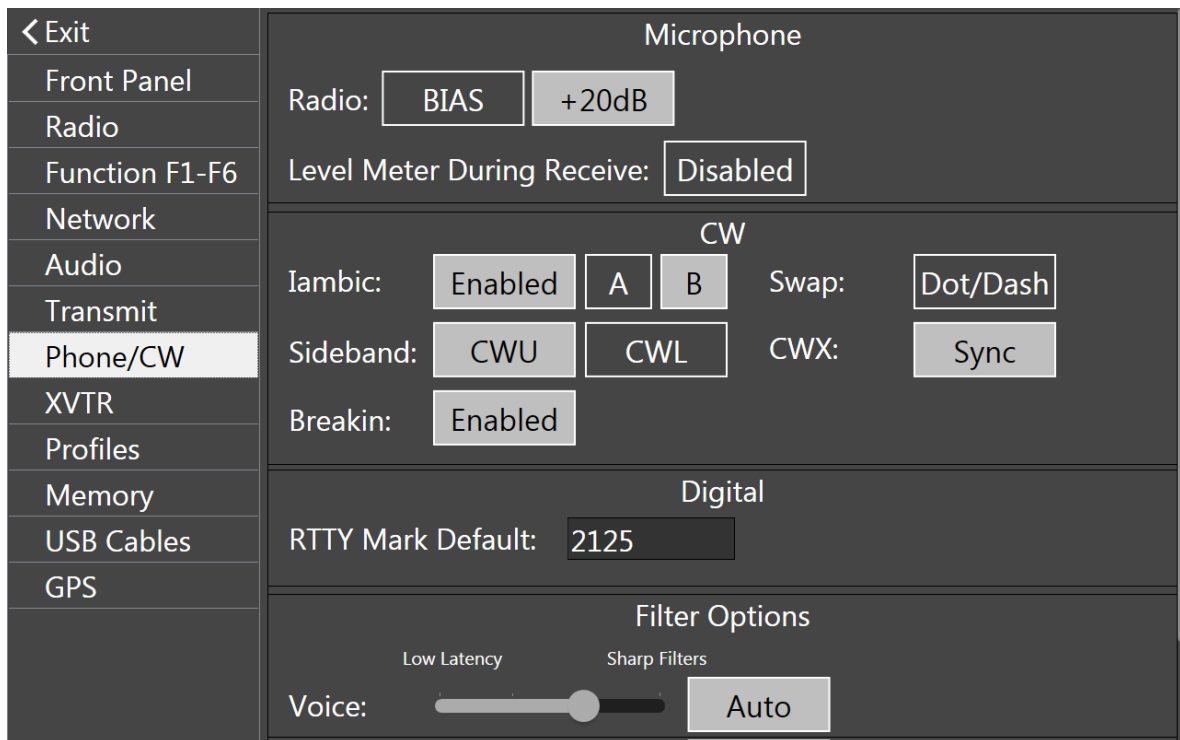 Exit
Front Panel
Radio
Function F1-F6
Network
Audio
Transmit
Phone/CW
XVTR
Profiles
Memory
USB Cables
GPS
Microphone
Radio: BIAS +20dB
Level Meter During Receive: Disabled
CW
Iambic: Enabled A B Swap: Dot/Dash
Sideband: CWU CWL CWX: Sync
Breakin: Enabled
Digital
RTTY Mark Default: 2125
Filter Options
Low Latency Sharp Filters
Voice: Auto